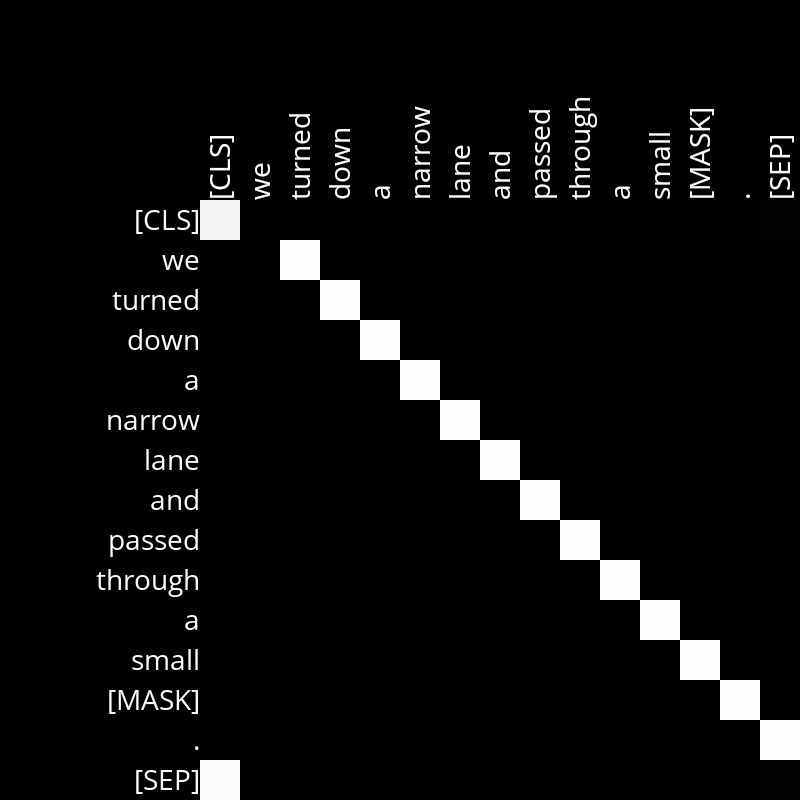 [CLS] we turned down a narrow lane and passed through a small [MASK] . [SEP]
[CLS]
we
turned
down
a
narrow
lane
and
passed
through
a
small
[MASK]
.
[SEP]